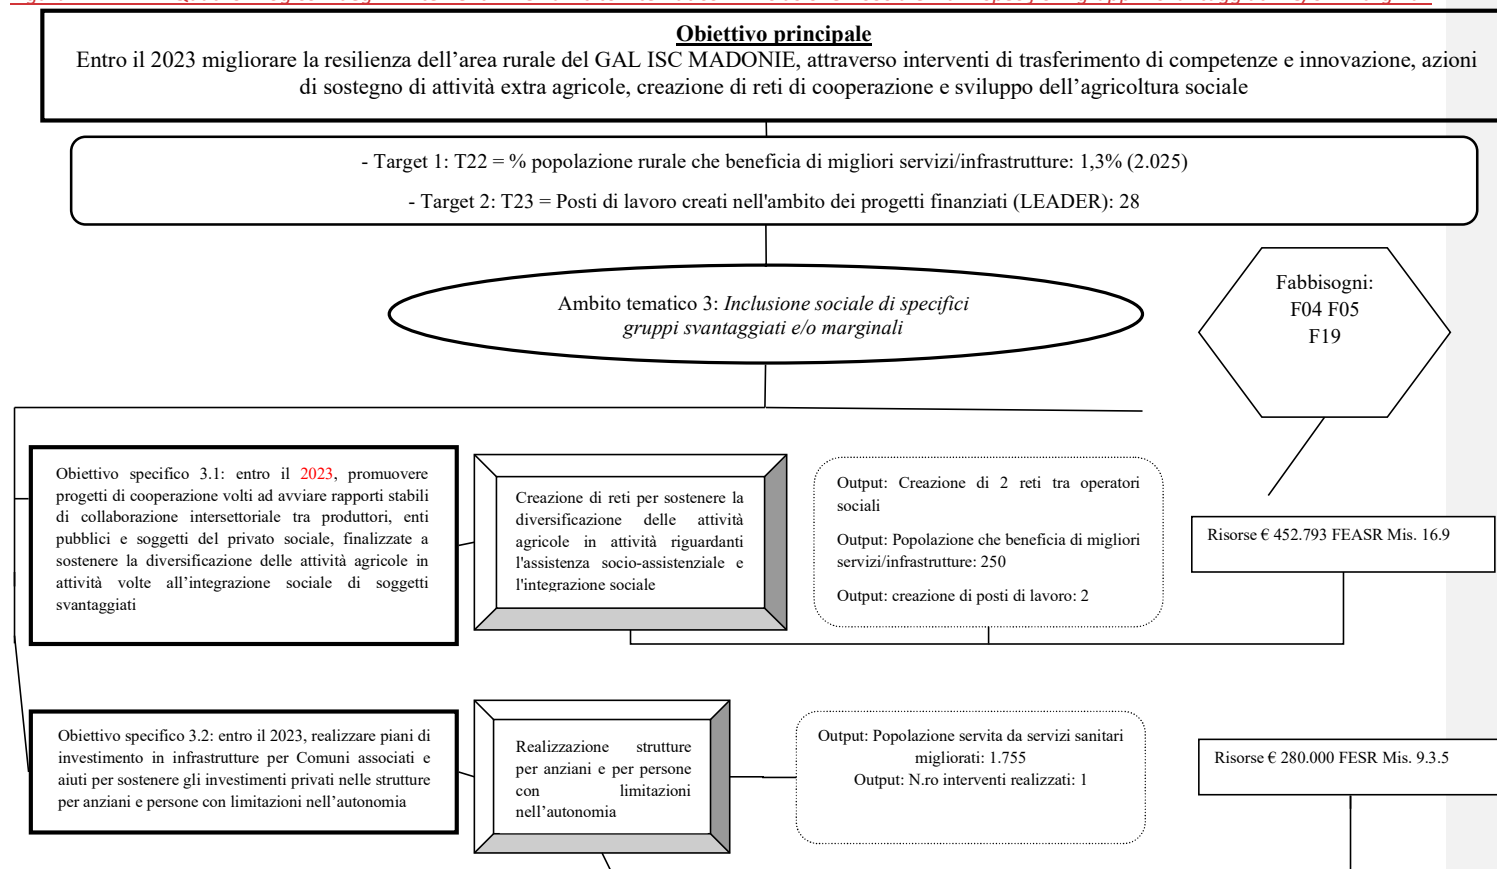 Obiettivo principale
Entro il 2023 migliorare la resilienza dell’area rurale del GAL ISC MADONIE, attraverso interventi di trasferimento di competenze e innovazione, azioni
di sostegno di attività extra agricole, creazione di reti di cooperazione e sviluppo dell’agricoltura sociale
- Target 1: T22 = % popolazione rurale che beneficia di migliori servizi/infrastrutture: 1,3% (2.025)
- Target 2: T23 = Posti di lavoro creati nell'ambito dei progetti finanziati (LEADER): 28
Ambito tematico 3: Inclusione sociale di specifici
gruppi svantaggiati e/o marginali
Fabbisogni:
F04 F05
F19
Obiettivo specifico 3.1: entro il 2023, promuovere
progetti di cooperazione volti ad avviare rapporti stabili
di collaborazione intersettoriale tra produttori, enti
pubblici e soggetti del privato sociale, finalizzate a
sostenere la diversificazione delle attività agricole in
attività volte all’integrazione sociale di soggetti
svantaggiati
Creazione di reti per sostenere la
diversificazione delle attività
agricole in attività riguardanti
l'assistenza socio-assistenziale e
l'integrazione sociale
Output: Creazione di 2 reti tra operatori
sociali
Output: Popolazione che beneficia di migliori
servizi/infrastrutture: 250
Output: creazione di posti di lavoro: 2
Risorse € 452.793 FEASR Mis. 16.9
Obiettivo specifico 3.2: entro il 2023, realizzare piani di
investimento in infrastrutture per Comuni associati e
aiuti per sostenere gli investimenti privati nelle strutture
per anziani e persone con limitazioni nell’autonomia
Realizzazione strutture
per anziani e per persone
con limitazioni
nell’autonomia
Output: Popolazione servita da servizi sanitari
migliorati: 1.755
Output: N.ro interventi realizzati: 1
Risorse € 280.000 FESR Mis. 9.3.5